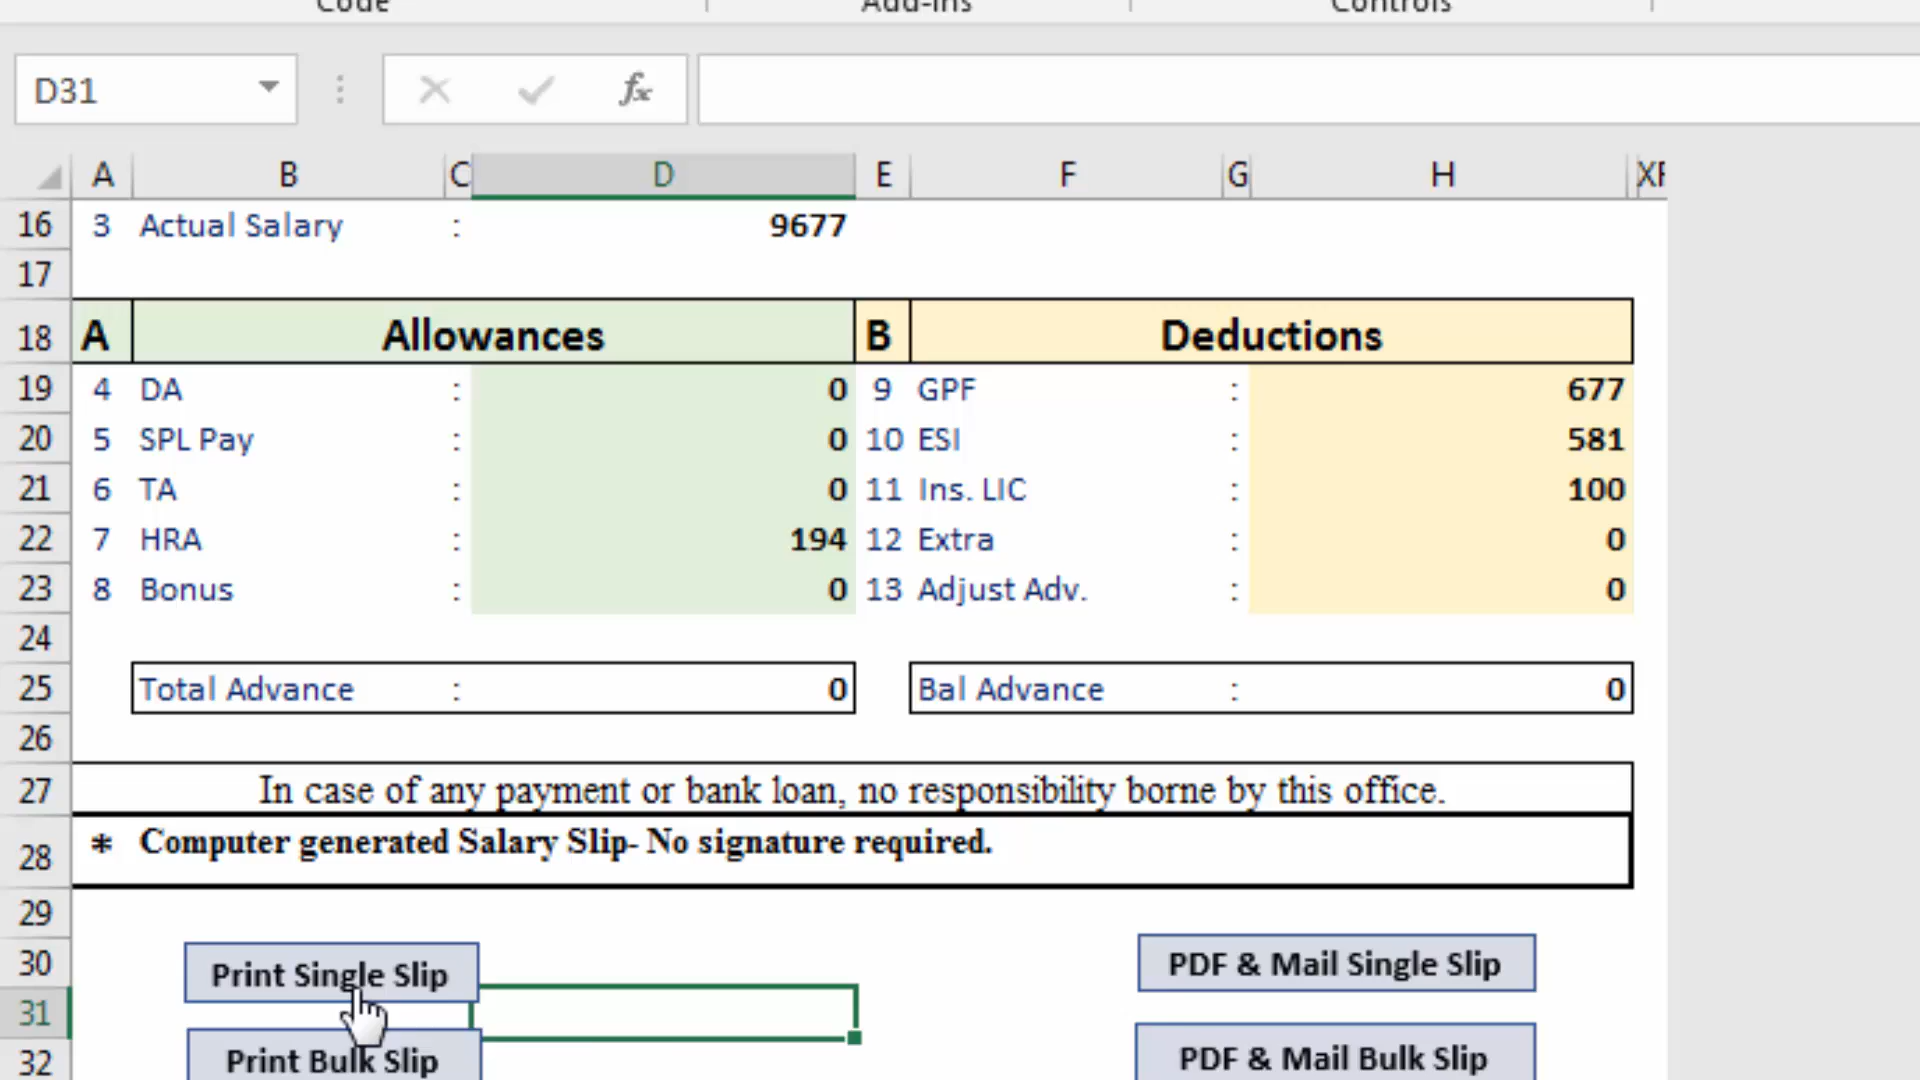 Code Add-ins Controls
D31 fx
A B C D E F G H
16 3 Actual Salary : 9677
17
18 A Allowances B Deductions
19 4 DA : 0 9 GPF : 677
20 5 SPL Pay : 0 10 ESI : 581
21 6 TA : 0 11 Ins. LIC : 100
22 7 HRA : 194 12 Extra : 0
23 8 Bonus : 0 13 Adjust Adv. : 0
24
25 Total Advance : 0 Bal Advance : 0
26
27 In case of any payment or bank loan, no responsibility borne by this office.
28 * Computer generated Salary Slip- No signature required.
29
30 Print Single Slip PDF & Mail Single Slip
31
32 Print Bulk Slip PDF & Mail Bulk Slip